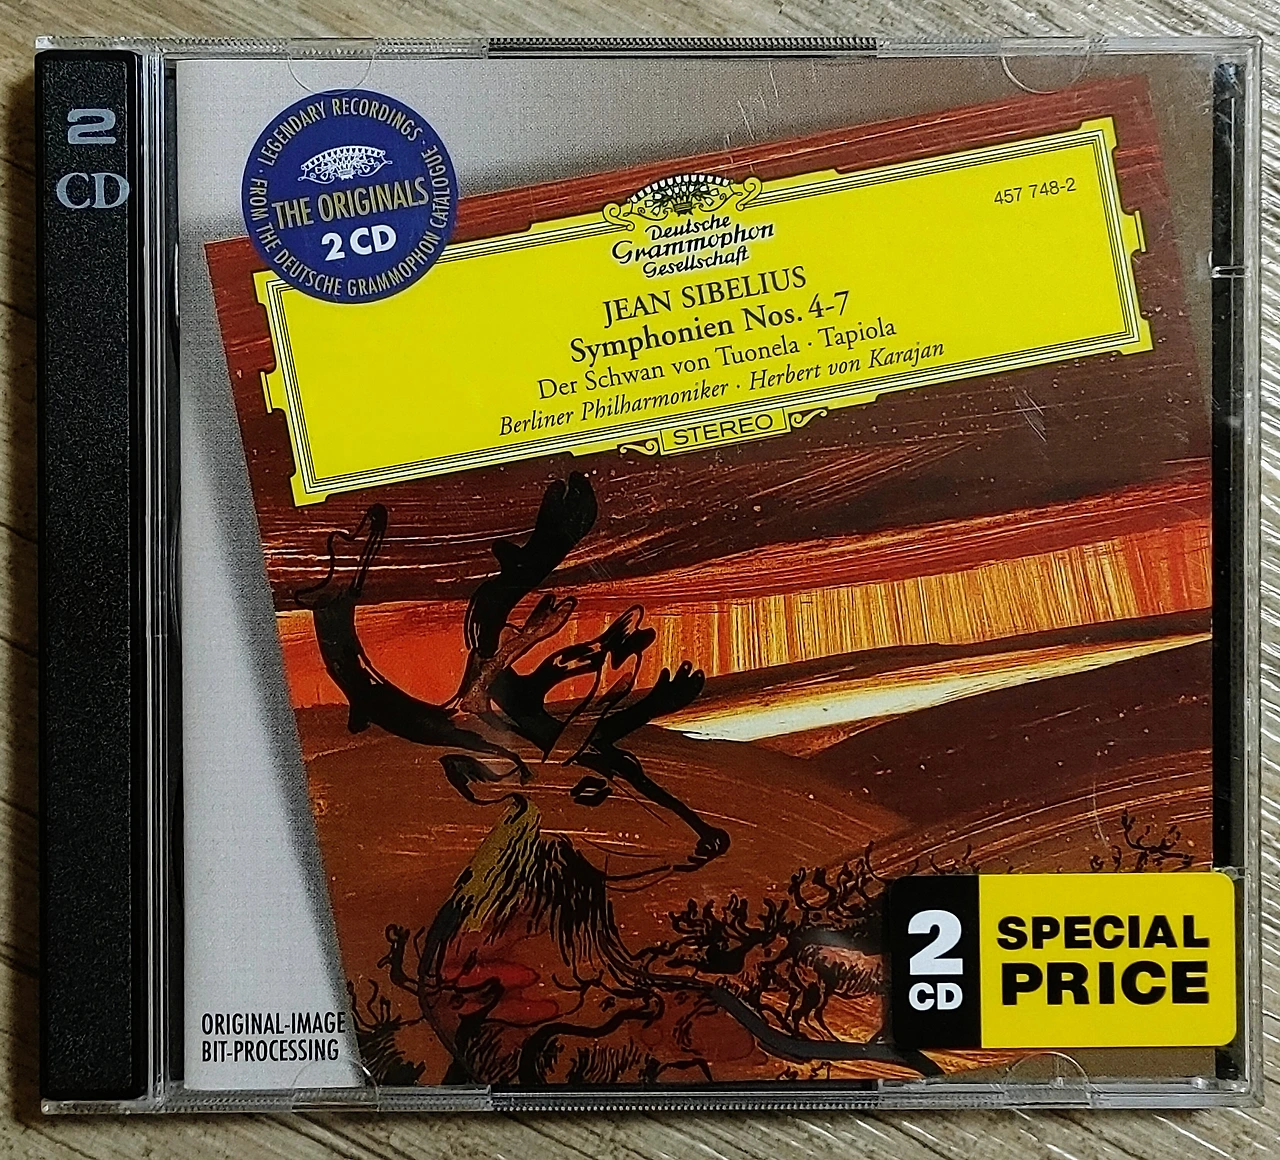 2
CD
· LEGENDARY RECORDINGS ·
FROM THE DEUTSCHE GRAMMOPHON CATALOGUE
THE ORIGINALS
2 CD
457 748-2
Deutsche
Grammophon
Gesellschaft
JEAN SIBELIUS
Symphonien Nos. 4-7
Der Schwan von Tuonela · Tapiola
Berliner Philharmoniker · Herbert von Karajan
STEREO
2
CD
SPECIAL
PRICE
ORIGINAL-IMAGE
BIT-PROCESSING